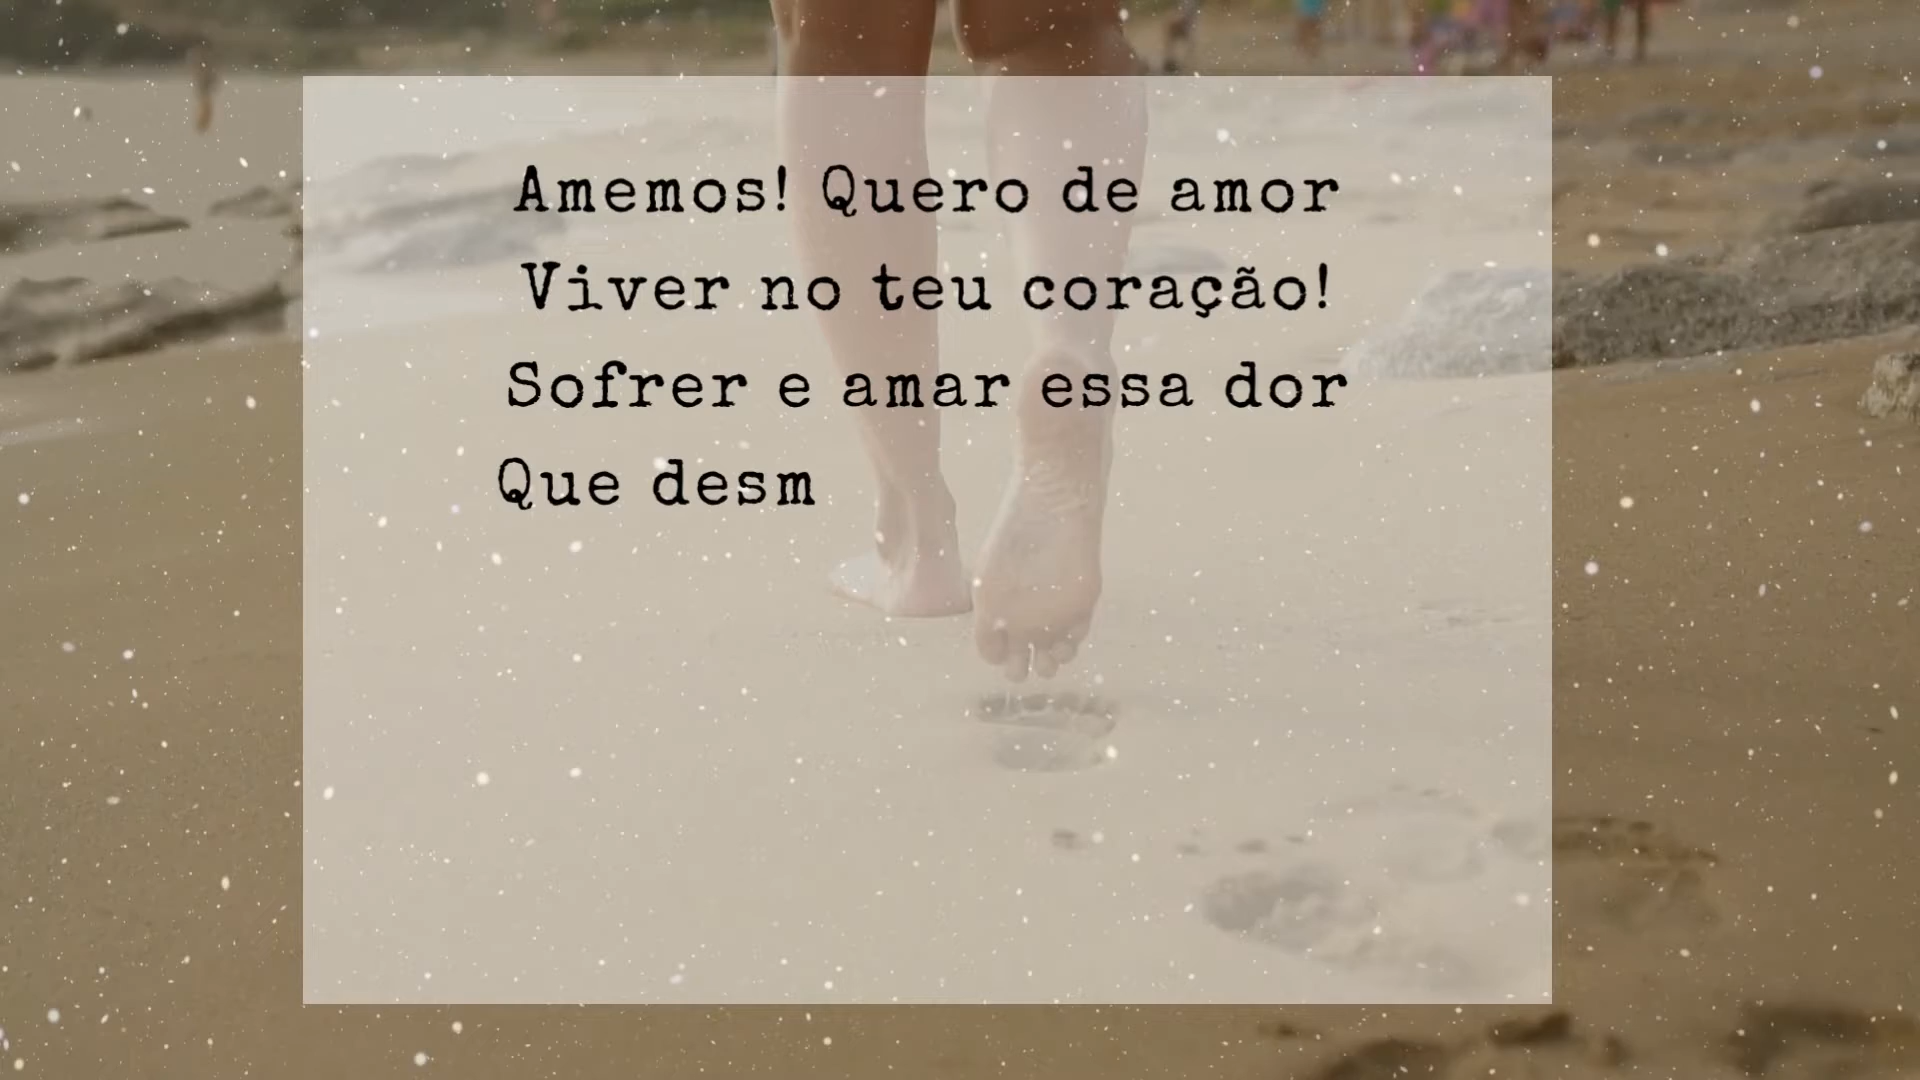 Amemos! Quero de amor
Viver no teu coração!
Sofrer e amar essa dor
Que desm